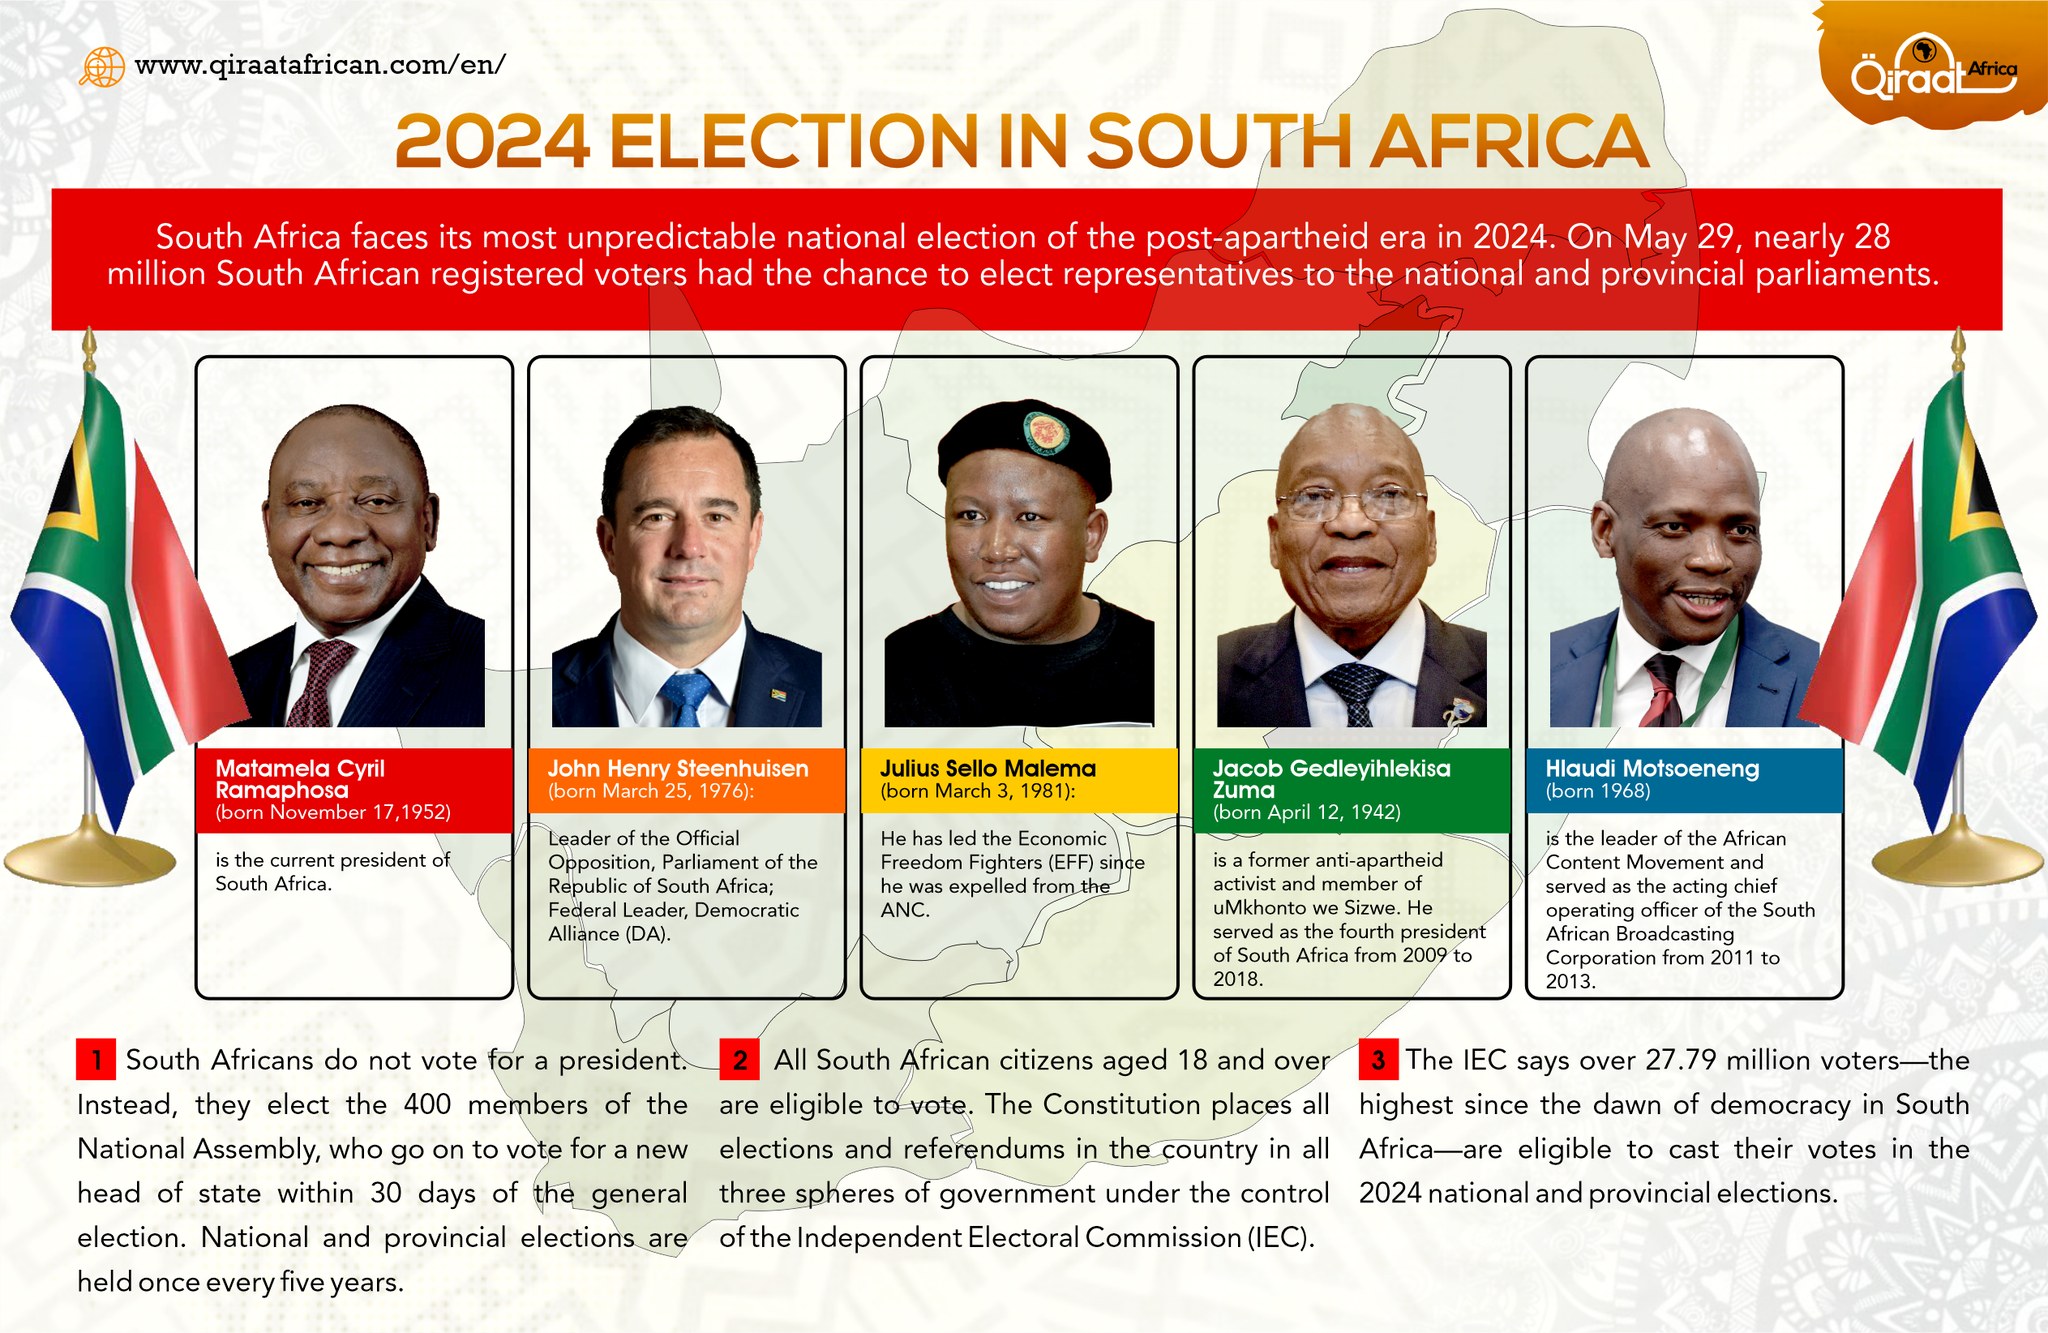 www.qiraatafrican.com/en/
Qiraat Africa
2024 ELECTION IN SOUTH AFRICA
South Africa faces its most unpredictable national election of the post-apartheid era in 2024. On May 29, nearly 28
million South African registered voters had the chance to elect representatives to the national and provincial parliaments.
Matamela Cyril
Ramaphosa
(born November 17,1952)
is the current president of
South Africa.
John Henry Steenhuisen
(born March 25, 1976):
Leader of the Official
Opposition, Parliament of the
Republic of South Africa;
Federal Leader, Democratic
Alliance (DA).
Julius Sello Malema
(born March 3, 1981):
He has led the Economic
Freedom Fighters (EFF) since
he was expelled from the
ANC.
Jacob Gedleyihlekisa
Zuma
(born April 12, 1942)
is a former anti-apartheid
activist and member of
uMkhonto we Sizwe. He
served as the fourth president
of South Africa from 2009 to
2018.
Hlaudi Motsoeneng
(born 1968)
is the leader of the African
Content Movement and
served as the acting chief
operating officer of the South
African Broadcasting
Corporation from 2011 to
2013.
1 South Africans do not vote for a president.
Instead, they elect the 400 members of the
National Assembly, who go on to vote for a new
head of state within 30 days of the general
election. National and provincial elections are
held once every five years.
2 All South African citizens aged 18 and over
are eligible to vote. The Constitution places all
elections and referendums in the country in all
three spheres of government under the control
of the Independent Electoral Commission (IEC).
3 The IEC says over 27.79 million voters—the
highest since the dawn of democracy in South
Africa—are eligible to cast their votes in the
2024 national and provincial elections.